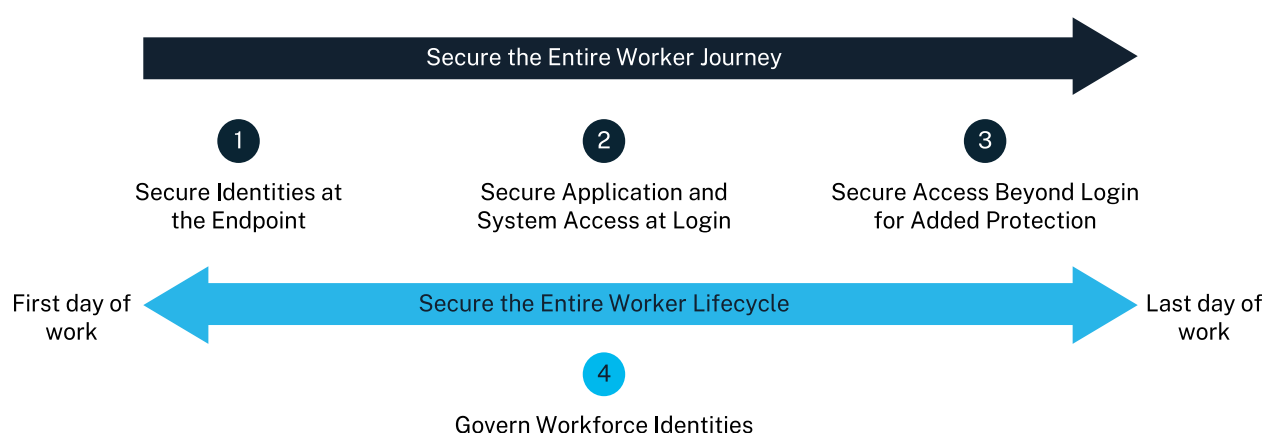 Secure the Entire Worker Journey
1
2
3
Secure Identities at
the Endpoint
Secure Application and
System Access at Login
Secure Access Beyond Login
for Added Protection
First day of
work
Secure the Entire Worker Lifecycle
Last day of
work
4
Govern Workforce Identities